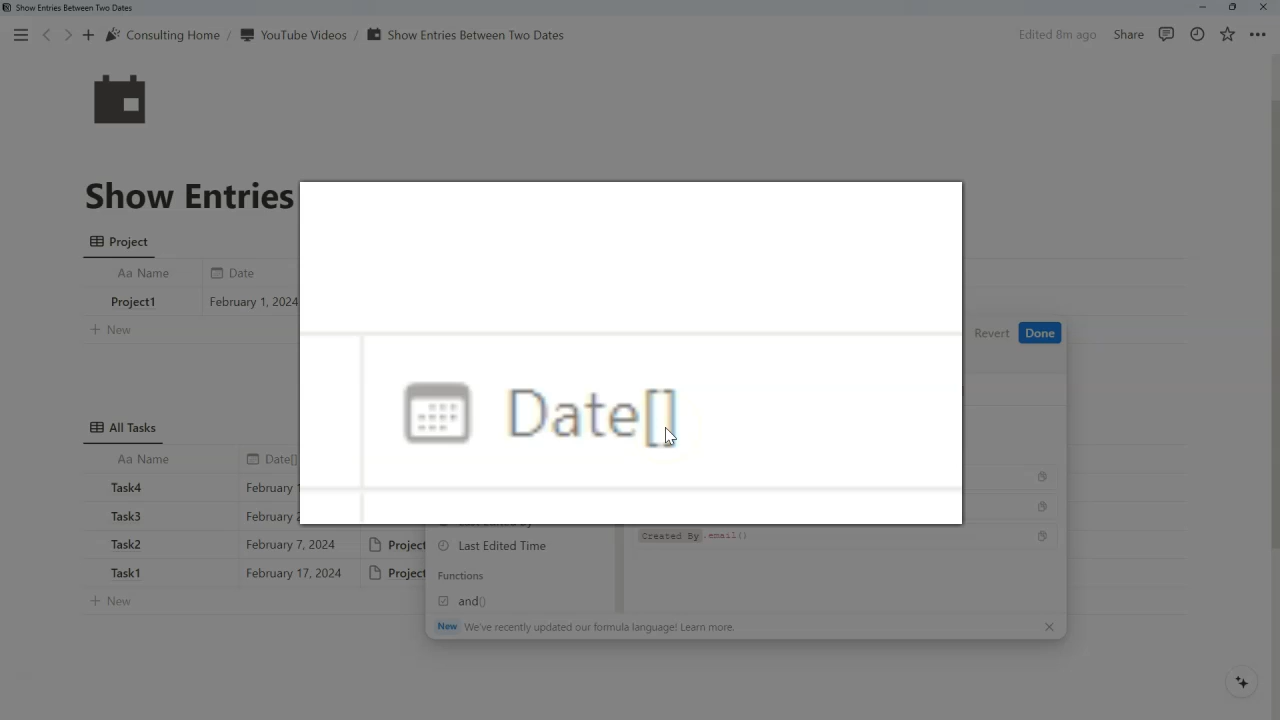 Show Entries Between Two Dates
Consulting Home / YouTube Videos / Show Entries Between Two Dates
Edited 8m ago Share
Show Entries
Project
Aa Name Date
Project1 February 1, 2024
+ New
Revert Done
Date[]
All Tasks
Aa Name Date[]
Task4 February
Task3 February
Task2 February 7, 2024 Project
Task1 February 17, 2024 Project
+ New
Created By.email()
Last Edited Time
Functions
and()
New We've recently updated our formula language! Learn more.